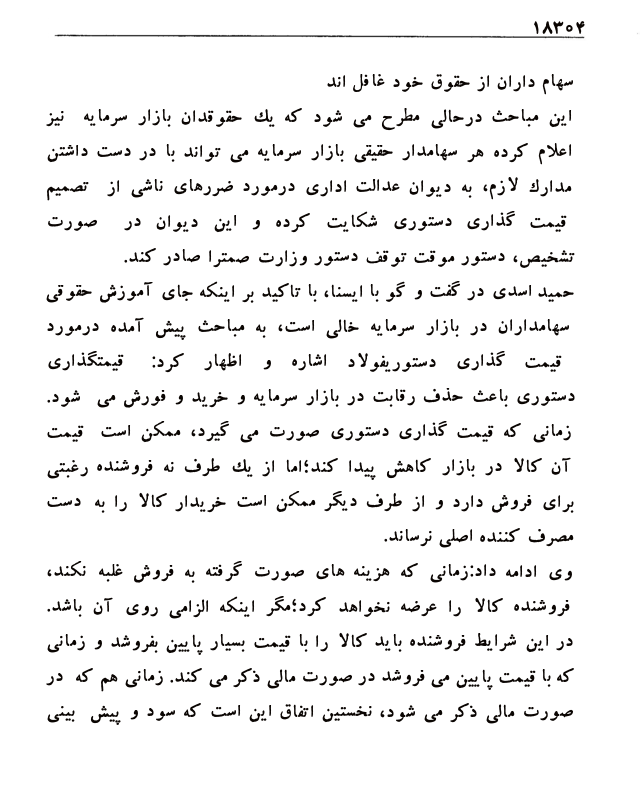 ۱۸۳۰۴
سهام داران از حقوق خود غافل اند
این مباحث درحالی مطرح می شود که یك حقوقدان بازار سرمایه نیز
اعلام کرده هر سهامدار حقیقی بازار سرمایه می تواند با در دست داشتن
مدارك لازم، به دیوان عدالت اداری درمورد ضررهای ناشی از تصمیم
قیمت گذاری دستوری شکایت کرده و این دیوان در صورت
تشخیص، دستور موقت توقف دستور وزارت صمترا صادر کند.
حمید اسدی در گفت و گو با ایسنا، با تاکید بر اینکه جای آموزش حقوقی
سهامداران در بازار سرمایه خالی است، به مباحث پیش آمده درمورد
قیمت گذاری دستوریفولاد اشاره و اظهار کرد: قیمتگذاری
دستوری باعث حذف رقابت در بازار سرمایه و خرید و فورش می شود.
زمانی که قیمت گذاری دستوری صورت می گیرد، ممکن است قیمت
آن کالا در بازار کاهش پیدا کند؛اما از یك طرف نه فروشنده رغبتی
برای فروش دارد و از طرف دیگر ممکن است خریدار کالا را به دست
مصرف کننده اصلی نرساند.
وی ادامه داد:زمانی که هزینه های صورت گرفته به فروش غلبه نکند،
فروشنده کالا را عرضه نخواهد کرد؛مگر اینکه الزامی روی آن باشد.
در این شرایط فروشنده باید کالا را با قیمت بسیار پایین بفروشد و زمانی
که با قیمت پایین می فروشد در صورت مالی ذکر می کند. زمانی هم که در
صورت مالی ذکر می شود، نخستین اتفاق این است که سود و پیش بینی